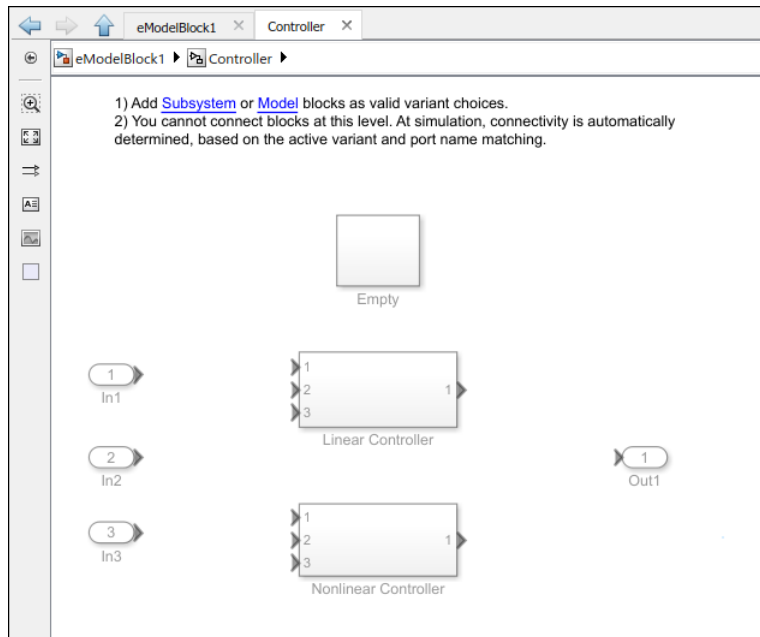 eModelBlock1 Controller
eModelBlock1 Controller
1) Add Subsystem or Model blocks as valid variant choices.
2) You cannot connect blocks at this level. At simulation, connectivity is automatically
determined, based on the active variant and port name matching.
Empty
1
In1
1
2 1
3
Linear Controller
2
In2
1
Out1
3
In3
1
2 1
3
Nonlinear Controller